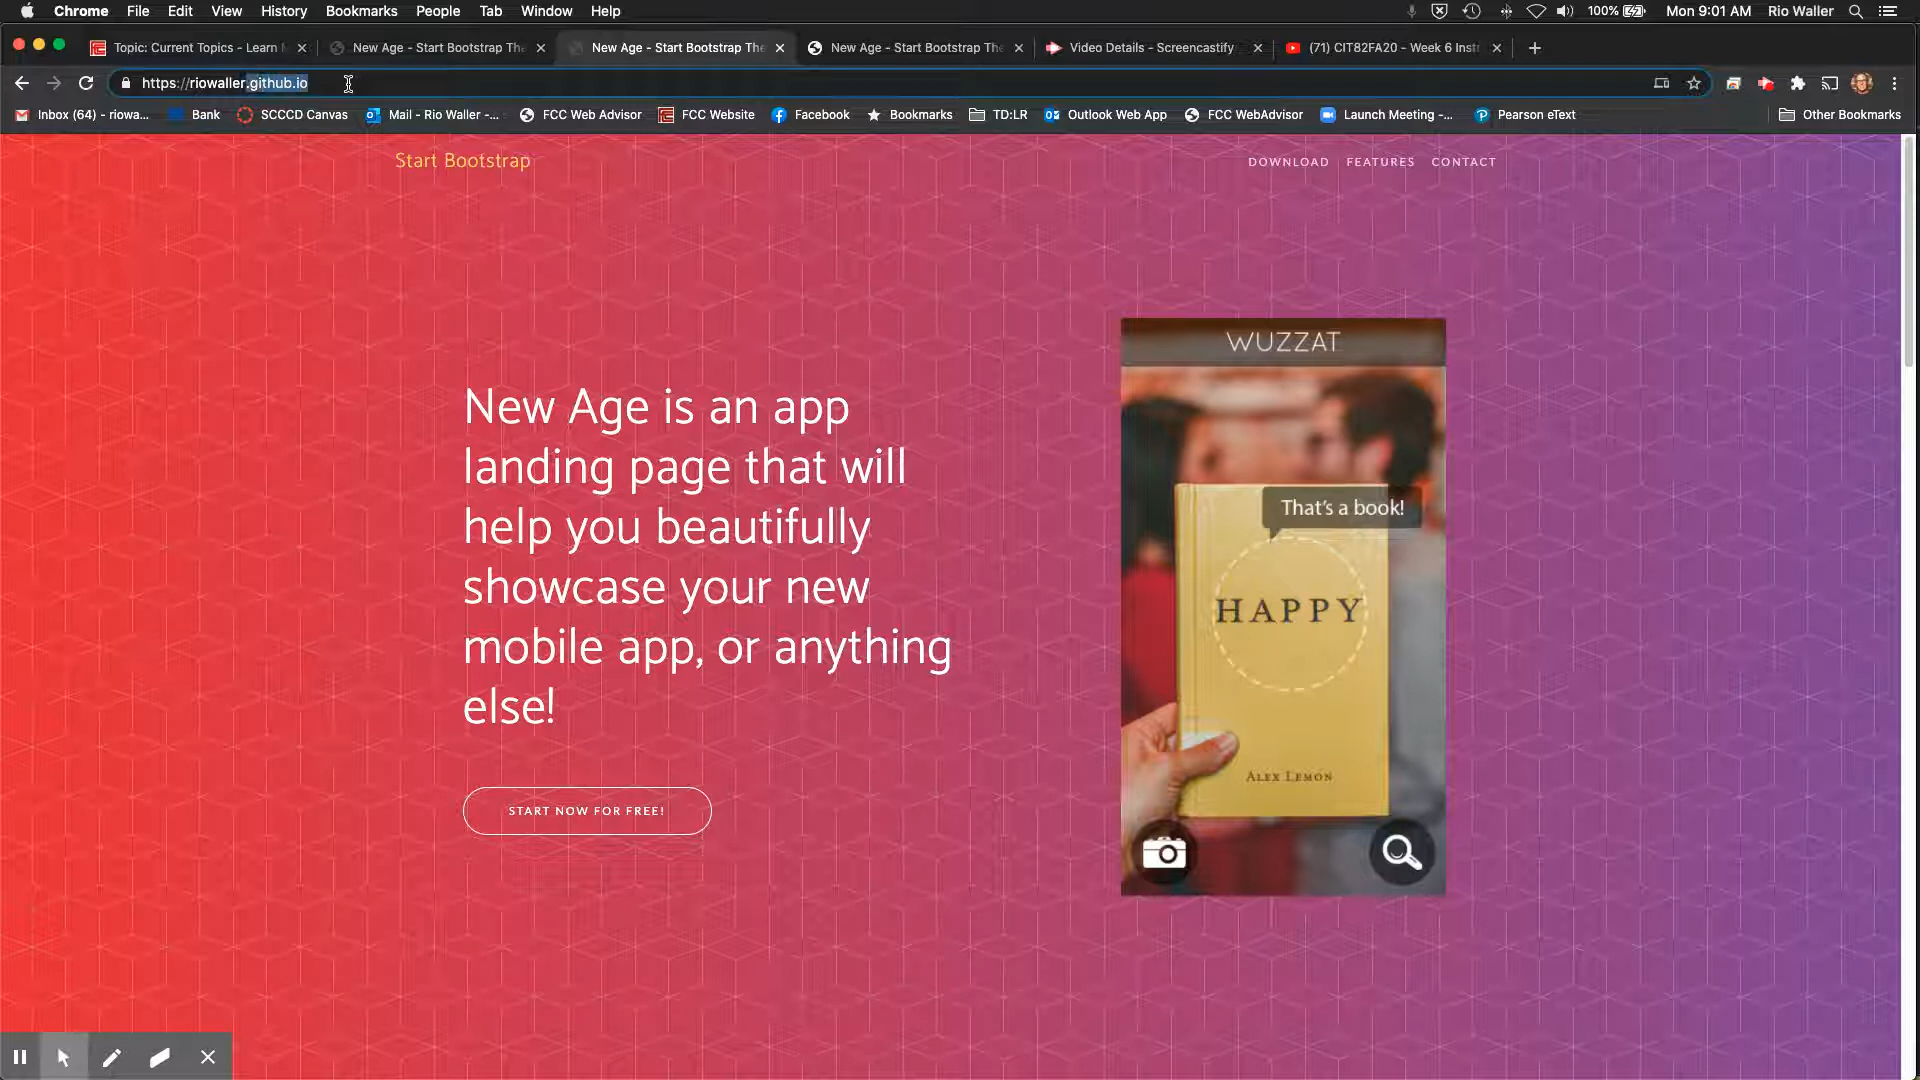 Chrome File Edit View History Bookmarks People Tab Window Help 100% Mon 9:01 AM Rio Waller
Topic: Current Topics - Learn M New Age - Start Bootstrap The New Age - Start Bootstrap The New Age - Start Bootstrap The Video Details - Screencastify (71) CIT82FA20 - Week 6 Inst
https://riowaller.github.io
Inbox (64) - riowa... Bank SCCCD Canvas Mail - Rio Waller -... FCC Web Advisor FCC Website Facebook Bookmarks TD:LR Outlook Web App FCC WebAdvisor Launch Meeting -... Pearson eText Other Bookmarks
Start Bootstrap DOWNLOAD FEATURES CONTACT
WUZZAT
New Age is an app
landing page that will
help you beautifully
showcase your new
mobile app, or anything
else!
That's a book!
HAPPY
ALEX LEMON
START NOW FOR FREE!